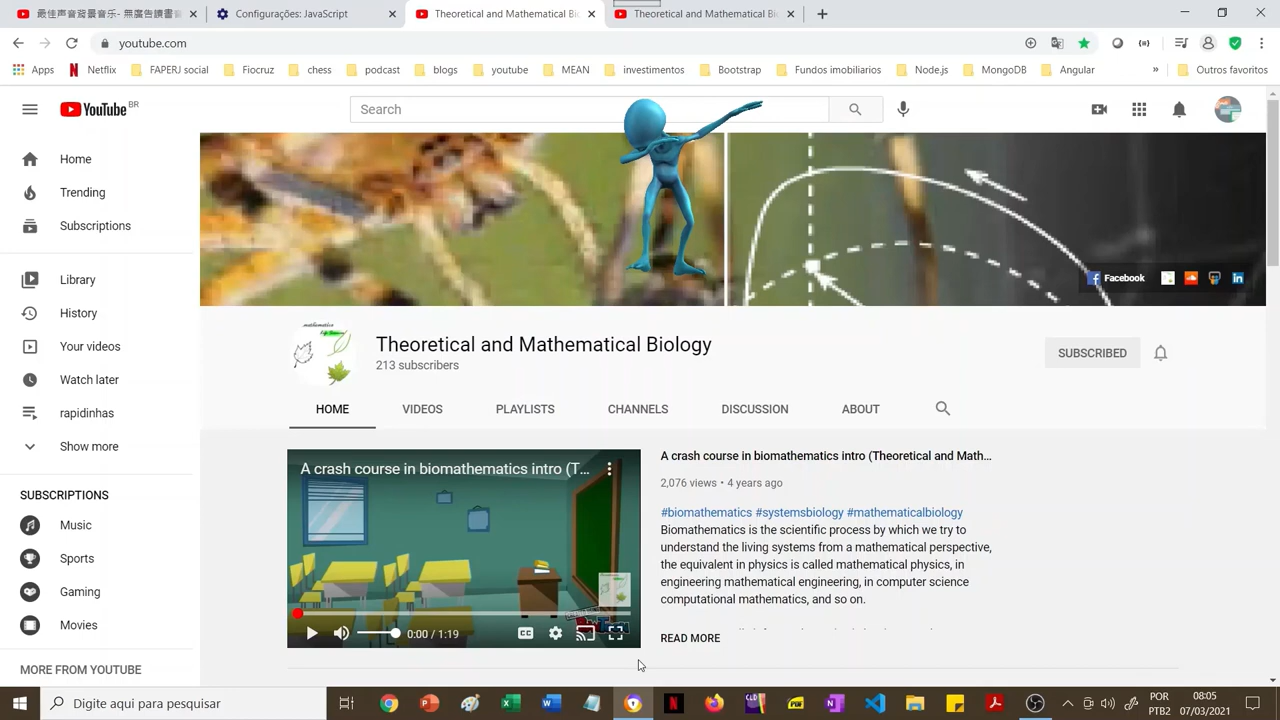 最佳声音背景音乐- 無廣告讀書音
Configurações: JavaScript
Theoretical and Mathematical Bi
Theoretical and Mathematical Bio
youtube.com
Apps
Netflix
FAPERJ social
Fiocruz
chess
podcast
blogs
youtube
MEAN
investimentos
Bootstrap
Fundos imobiliarios
Node.js
MongoDB
Angular
»
Outros favoritos
YouTube BR
Search
Home
Trending
Subscriptions
Library
History
Your videos
Watch later
rapidinhas
Show more
SUBSCRIPTIONS
Music
Sports
Gaming
Movies
MORE FROM YOUTUBE
Facebook
Theoretical and Mathematical Biology
213 subscribers
SUBSCRIBED
HOME
VIDEOS
PLAYLISTS
CHANNELS
DISCUSSION
ABOUT
A crash course in biomathematics intro (T...
0:00 / 1:19
CC
A crash course in biomathematics intro (Theoretical and Math...
2,076 views • 4 years ago
#biomathematics #systemsbiology #mathematicalbiology
Biomathematics is the scientific process by which we try to
understand the living systems from a mathematical perspective,
the equivalent in physics is called mathematical physics, in
engineering mathematical engineering, in computer science
computational mathematics, and so on.
READ MORE
Digite aqui para pesquisar
POR
PTB2
08:05
07/03/2021